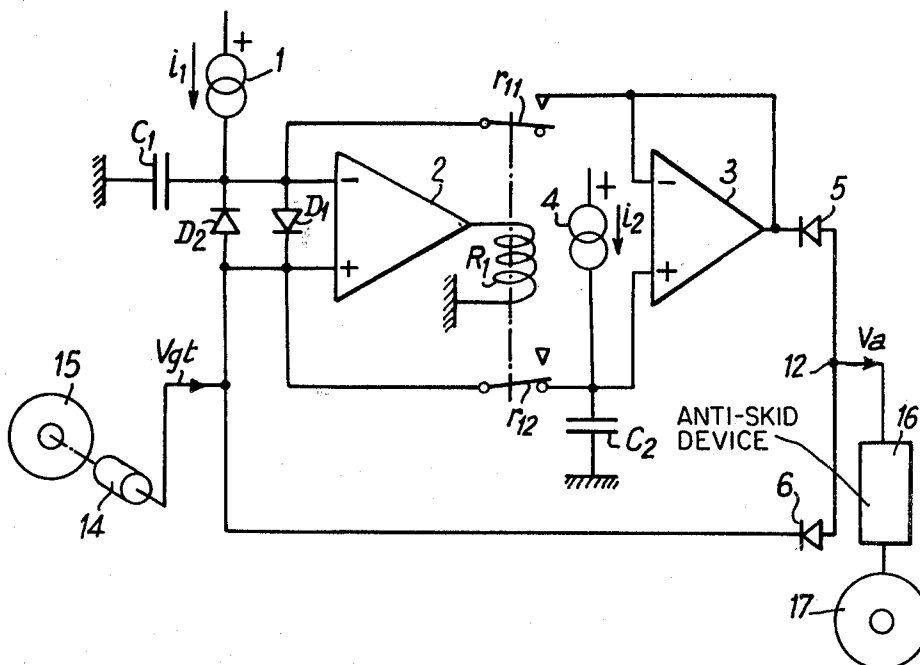 +
i1
1
r11
C1
-
2
D1
D2
+
R1
4
+
i2
-
3
5
+
Vgt
r12
C2
15
14
12
Va
ANTI-SKID
DEVICE
16
6
17